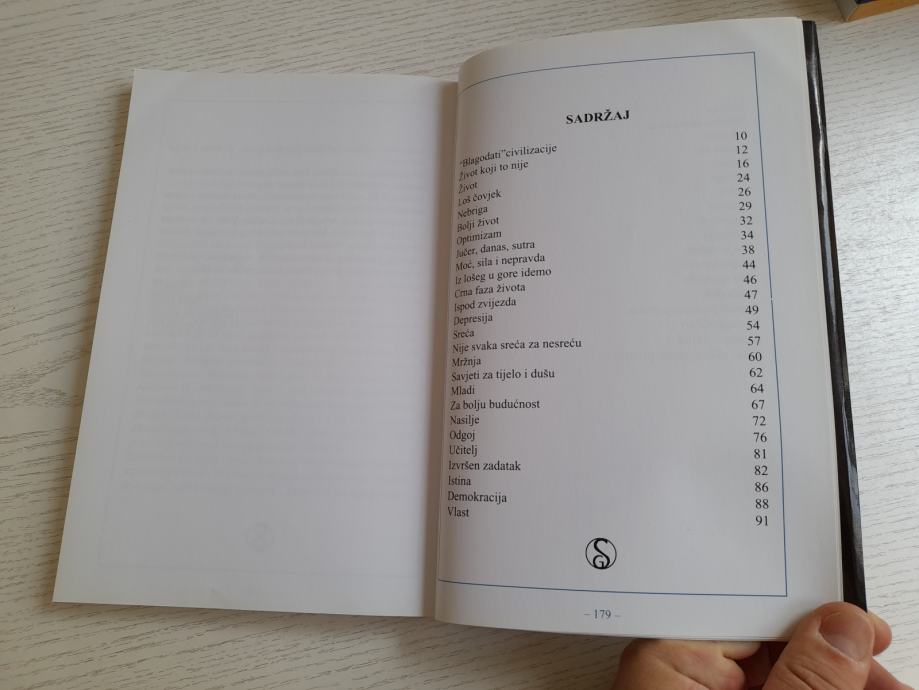 SADRŽAJ
"Blagodati"civilizacije 10
Život koji to nije 12
Život 16
Loš čovjek 24
Nebriga 26
Bolji život 29
Optimizam 32
Jučer, danas, sutra 34
Moć, sila i nepravda 38
Iz lošeg u gore idemo 44
Crna faza života 46
Ispod zvijezda 47
Depresija 49
Sreća 54
Nije svaka sreća za nesreću 57
Mržnja 60
Savjeti za tijelo i dušu 62
Mladi 64
Za bolju budućnost 67
Nasilje 72
Odgoj 76
Učitelj 81
Izvršen zadatak 82
Istina 86
Demokracija 88
Vlast 91
SG
– 179 –